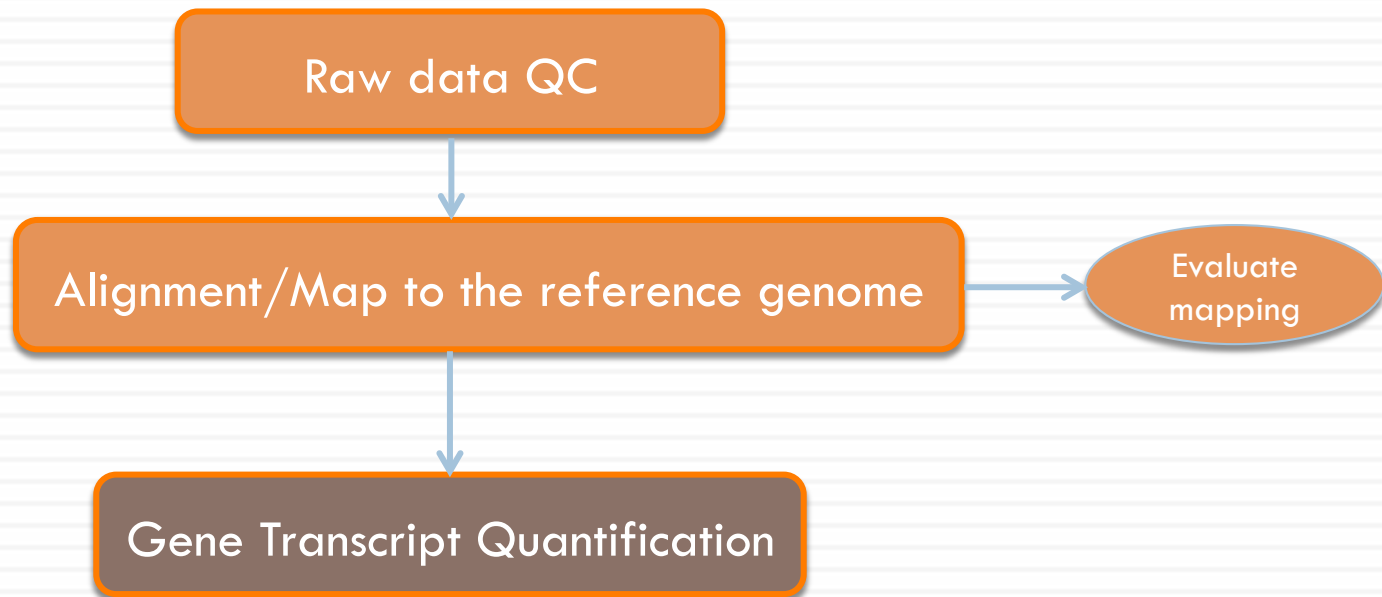 Raw data QC
Alignment/Map to the reference genome
Evaluate
mapping
Gene Transcript Quantification